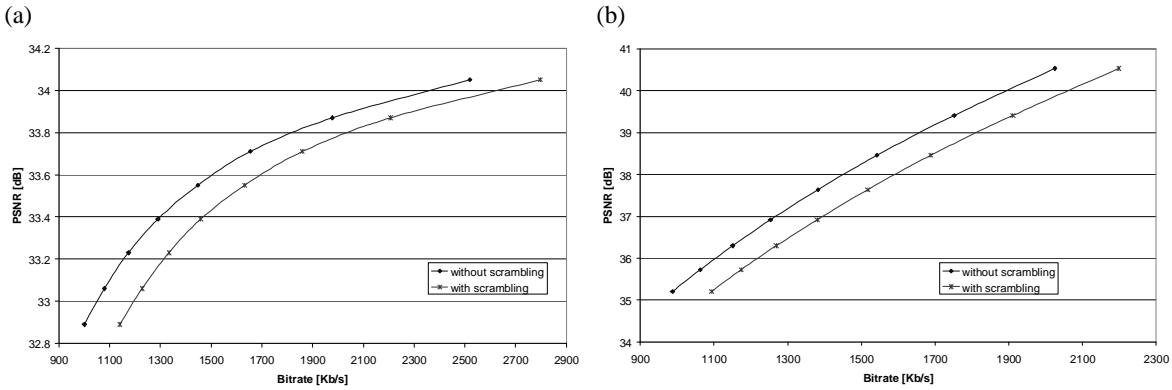 (a)
34.2
34
33.8
33.6
33.4
33.2
33
32.8
PSNR [dB]
without scrambling
with scrambling
900 1100 1300 1500 1700 1900 2100 2300 2500 2700 2900
Bitrate [Kb/s]
(b)
41
40
39
38
37
36
35
34
PSNR [dB]
without scrambling
with scrambling
900 1100 1300 1500 1700 1900 2100 2300
Bitrate [Kb/s]